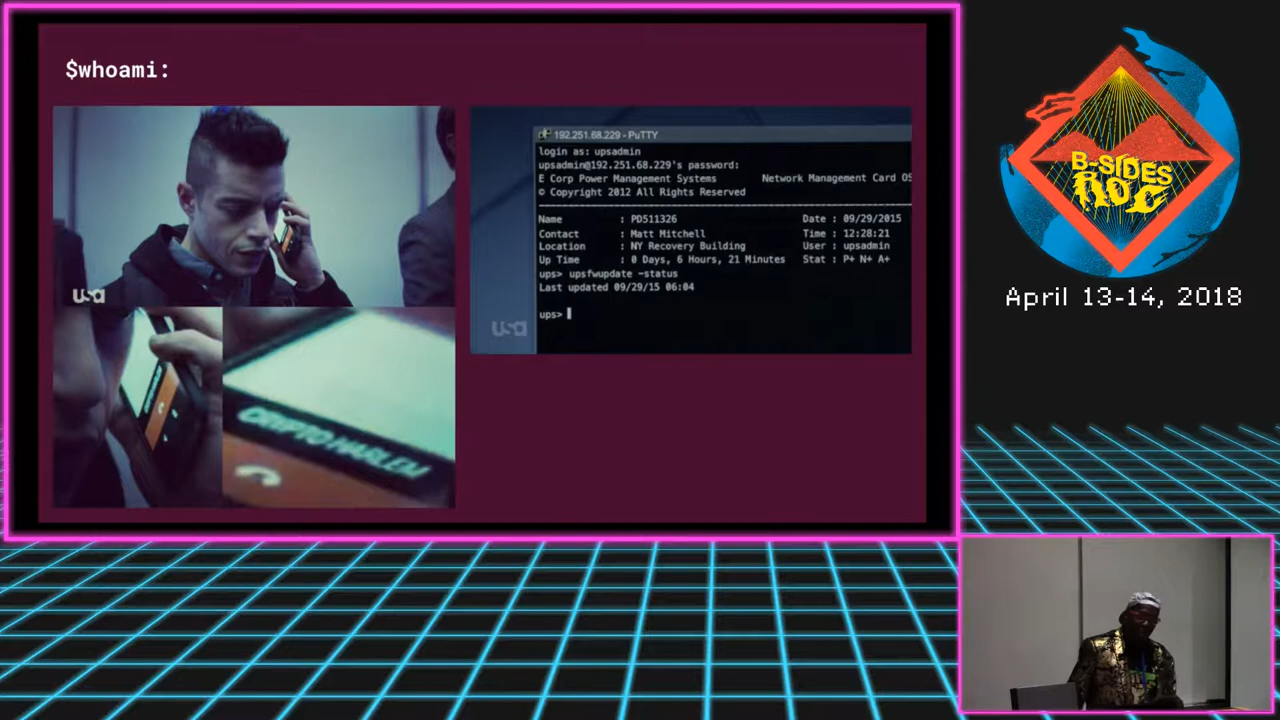 $whoami:
usa
CRYPTO HARLEM
192.251.68.229 - PuTTY
login as: upsadmin
upsadmin@192.251.68.229's password:
E Corp Power Management Systems Network Management Card OS
© Copyright 2012 All Rights Reserved
Name : PD511326 Date : 09/29/2015
Contact : Matt Mitchell Time : 12:28:21
Location : NY Recovery Building User : upsadmin
Up Time : 0 Days, 6 Hours, 21 Minutes Stat : P+ N+ A+
ups> upsfwupdate -status
Last updated 09/29/15 06:04
ups>
usa
B-SIDES
ROC
April 13-14, 2018